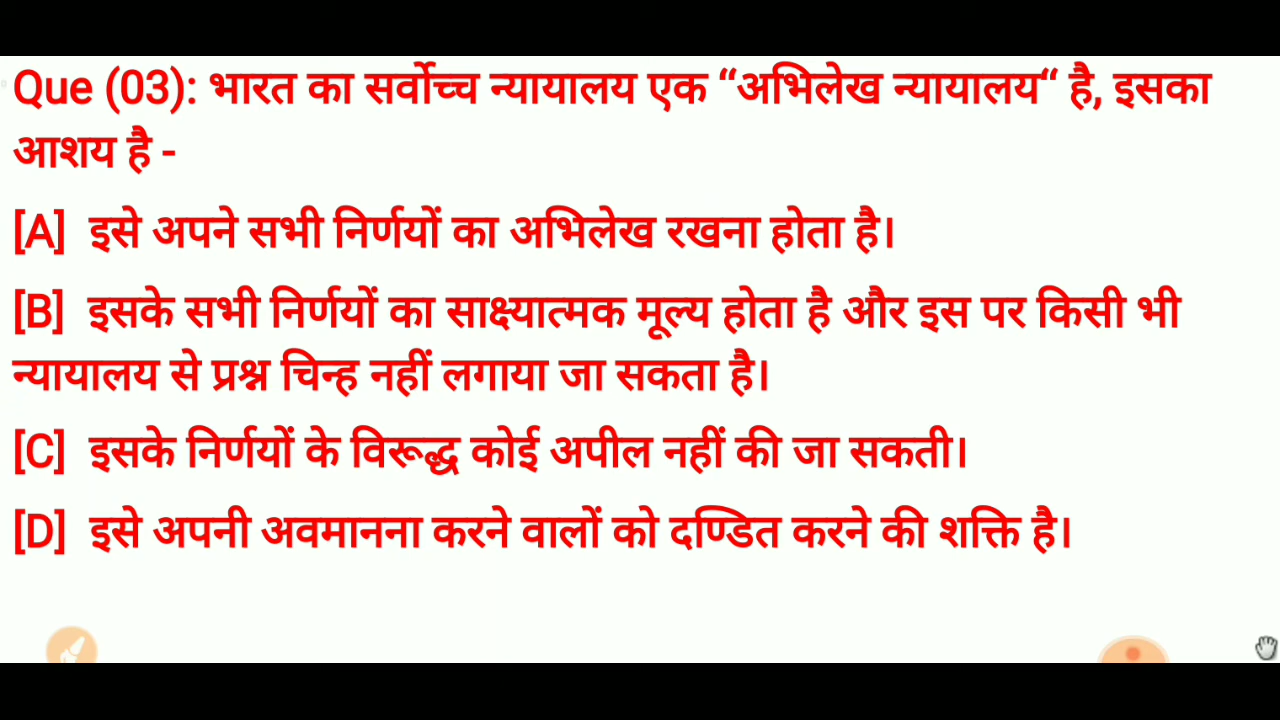 Que (03): भारत का सर्वोच्च न्यायालय एक “अभिलेख न्यायालय“ है, इसका
आशय है -
[A] इसे अपने सभी निर्णयों का अभिलेख रखना होता है।
[B] इसके सभी निर्णयों का साक्ष्यात्मक मूल्य होता है और इस पर किसी भी
न्यायालय से प्रश्न चिन्ह नहीं लगाया जा सकता है।
[C] इसके निर्णयों के विरूद्ध कोई अपील नहीं की जा सकती।
[D] इसे अपनी अवमानना करने वालों को दण्डित करने की शक्ति है।